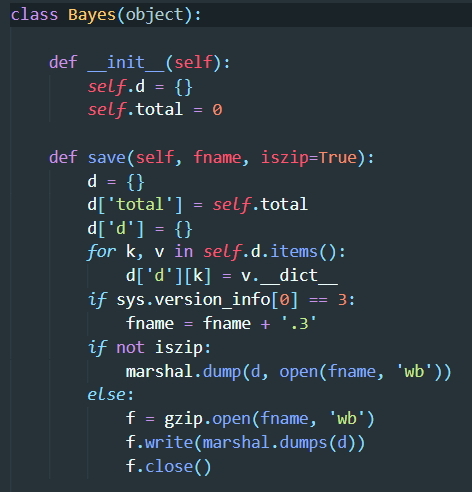 class Bayes(object):

    def __init__(self):
        self.d = {}
        self.total = 0

    def save(self, fname, iszip=True):
        d = {}
        d['total'] = self.total
        d['d'] = {}
        for k, v in self.d.items():
            d['d'][k] = v.__dict__
        if sys.version_info[0] == 3:
            fname = fname + '.3'
        if not iszip:
            marshal.dump(d, open(fname, 'wb'))
        else:
            f = gzip.open(fname, 'wb')
            f.write(marshal.dumps(d))
            f.close()